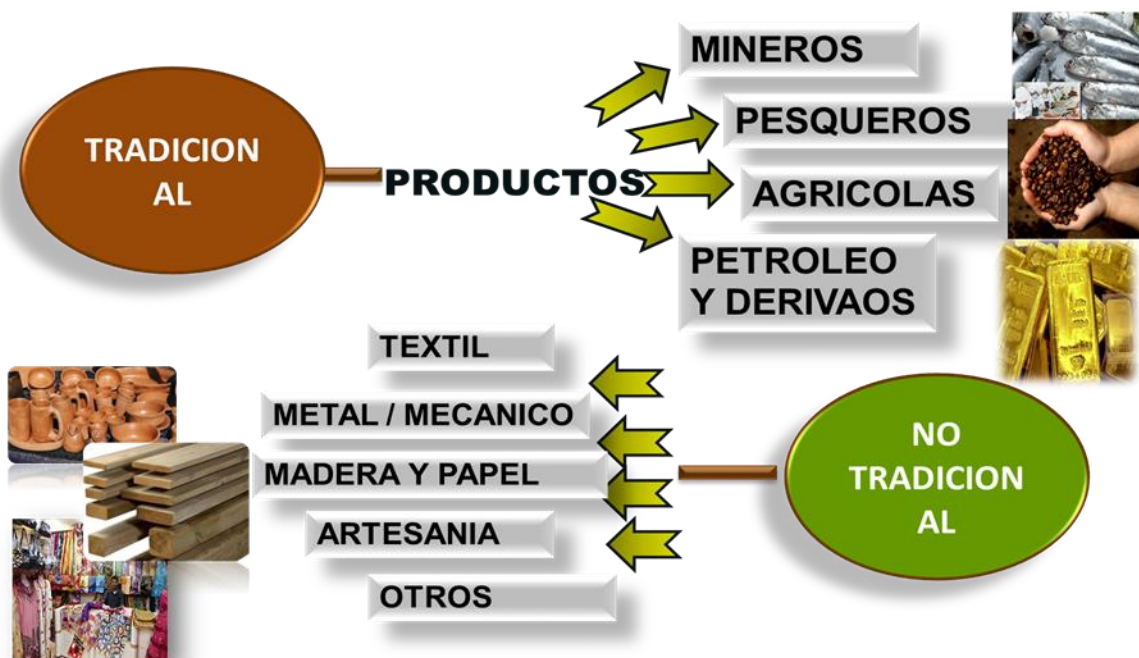 TRADICION
AL
PRODUCTOS
MINEROS
PESQUEROS
AGRICOLAS
PETROLEO
Y DERIVAOS
TEXTIL
METAL / MECANICO
MADERA Y PAPEL
ARTESANIA
OTROS
NO
TRADICION
AL